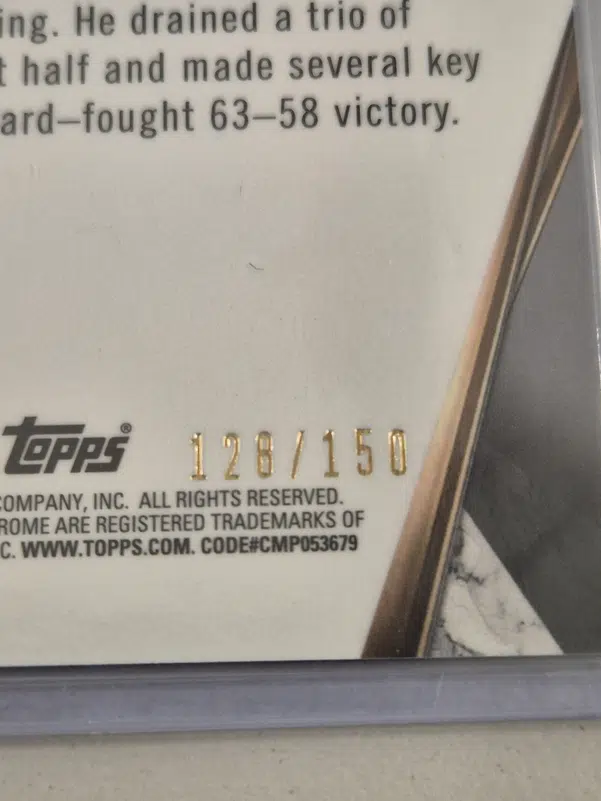 ing. He drained a trio of
t half and made several key
ard–fought 63–58 victory.
topps®
128/150
COMPANY, INC. ALL RIGHTS RESERVED.
ROME ARE REGISTERED TRADEMARKS OF
C. WWW.TOPPS.COM. CODE#CMP053679